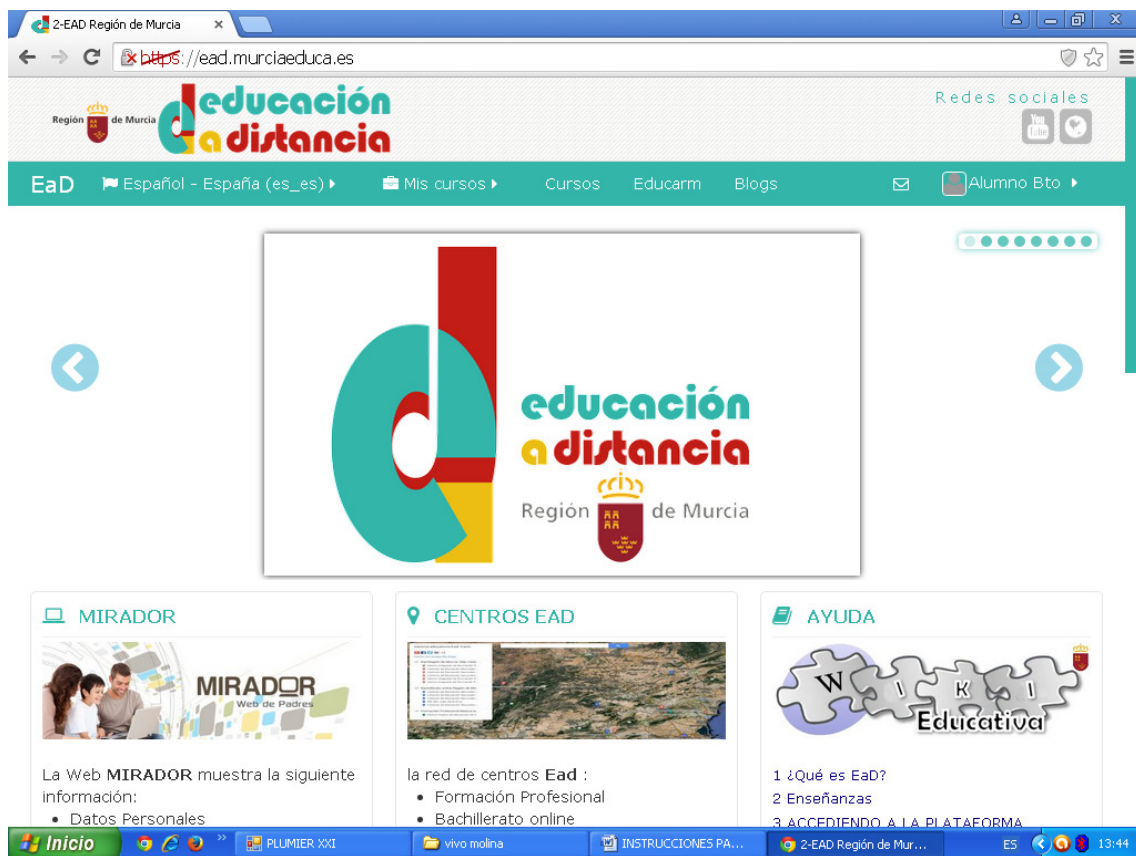 2-EAD Región de Murcia
https://ead.murciaeduca.es
Región de Murcia
educación
a distancia
Redes sociales
You
Tube
EaD Español - España (es_es) Mis cursos Cursos Educarm Blogs Alumno Bto
educación
a distancia
Región de Murcia
MIRADOR
MIRADOR
Web de Padres
La Web MIRADOR muestra la siguiente
información:
• Datos Personales
CENTROS EAD
la red de centros Ead :
• Formación Profesional
• Bachillerato online
AYUDA
WIKI
Educativa
1 ¿Qué es EaD?
2 Enseñanzas
3 ACCEDIENDO A LA PLATAFORMA
Inicio PLUMIER XXI vivo molina INSTRUCCIONES PA... 2-EAD Región de Mur... ES 13:44